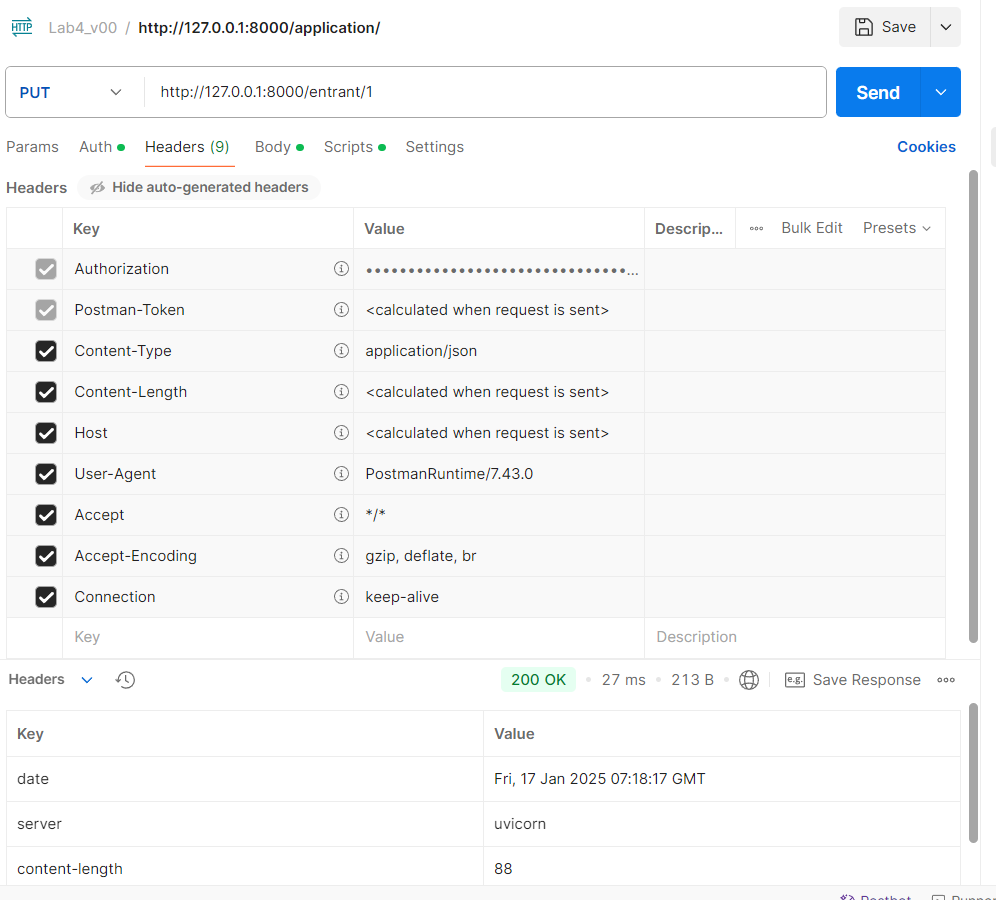 HTTP Lab4_v00 / http://127.0.0.1:8000/application/ Save
PUT http://127.0.0.1:8000/entrant/1 Send
Params Auth Headers (9) Body Scripts Settings Cookies
Headers Hide auto-generated headers
Key Value Descrip... Bulk Edit Presets
Authorization ••••••••••••••••••••••••••••••••...
Postman-Token <calculated when request is sent>
Content-Type application/json
Content-Length <calculated when request is sent>
Host <calculated when request is sent>
User-Agent PostmanRuntime/7.43.0
Accept */*
Accept-Encoding gzip, deflate, br
Connection keep-alive
Key Value Description
Headers 200 OK • 27 ms • 213 B • e.g. Save Response
Key Value
date Fri, 17 Jan 2025 07:18:17 GMT
server uvicorn
content-length 88
Postbot